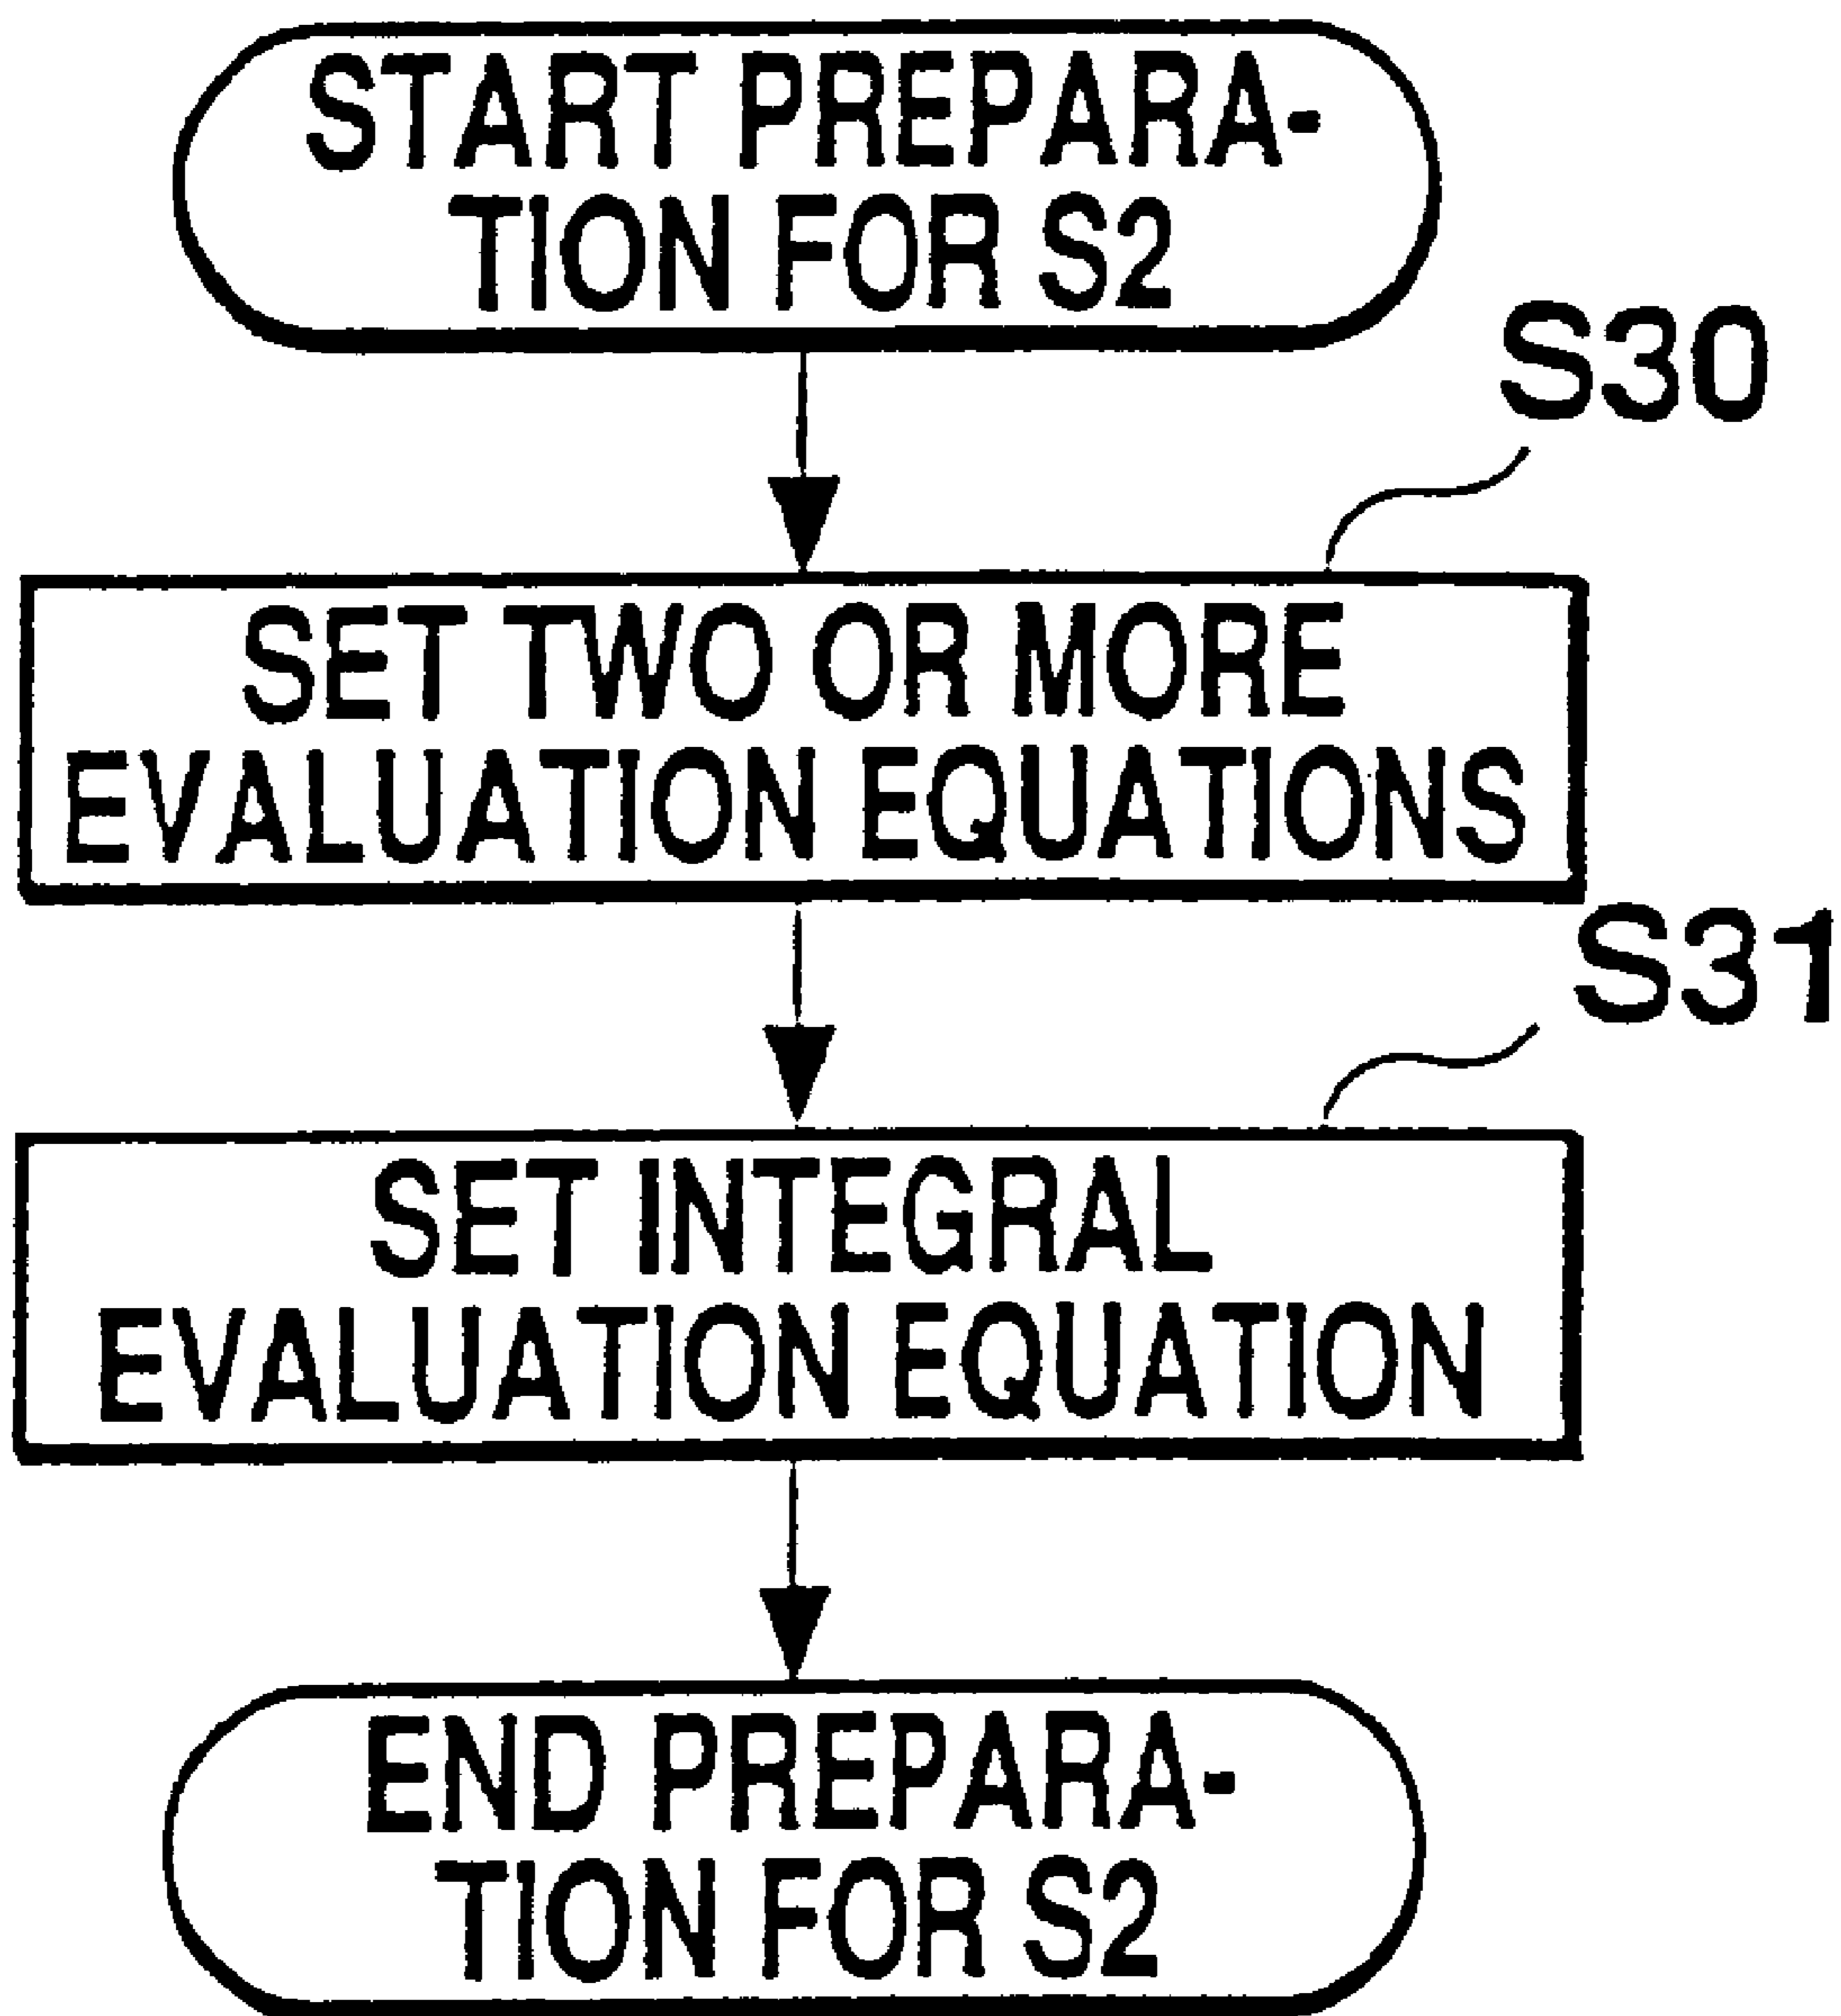 START PREPARA-
TION FOR S2
S30
SET TWO OR MORE
EVALUATION EQUATIONS
S31
SET INTEGRAL
EVALUATION EQUATION
END PREPARA-
TION FOR S2